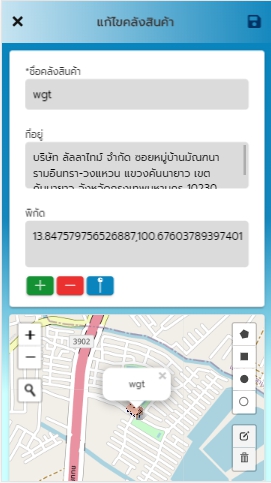 แก้ไขคลังสินค้า
*ชื่อคลังสินค้า
wgt
ที่อยู่
บริษัท ลัลลาไทม์ จำกัด ซอยหมู่บ้านมัณฑนา
รามอินทรา-วงแหวน แขวงคันนายาว เขต
คันนายาว จังหวัดกรุงเทพมหานคร 10230
พิกัด
13.847579756526887,100.67603789397401
3902
wgt